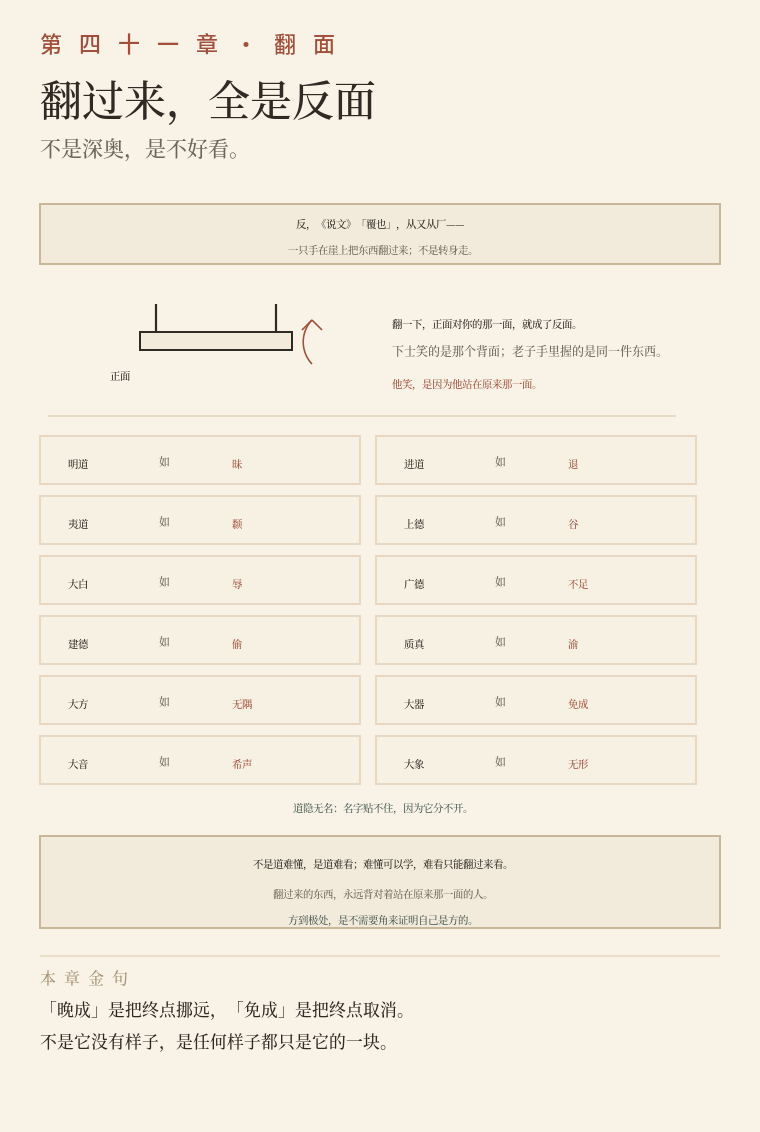 第四十一章·翻面
翻过来，全是反面
不是深奥，是不好看。
反，《说文》「覆也」，从又从厂——
一只手在崖上把东西翻过来；不是转身走。
正面
翻一下，正面对你的那一面，就成了反面。
下士笑的是那个背面；老子手里握的是同一件东西。
他笑，是因为他站在原来那一面。
明道 如 昧
进道 如 退
夷道 如 颣
上德 如 谷
大白 如 辱
广德 如 不足
建德 如 偷
质真 如 渝
大方 如 无隅
大器 如 免成
大音 如 希声
大象 如 无形
道隐无名：名字贴不住，因为它分不开。
不是道难懂，是道难看；难懂可以学，难看只能翻过来看。
翻过来的东西，永远背对着站在原来那一面的人。
方到极处，是不需要角来证明自己是方的。
本章金句
「晚成」是把终点挪远，「免成」是把终点取消。
不是它没有样子，是任何样子都只是它的一块。